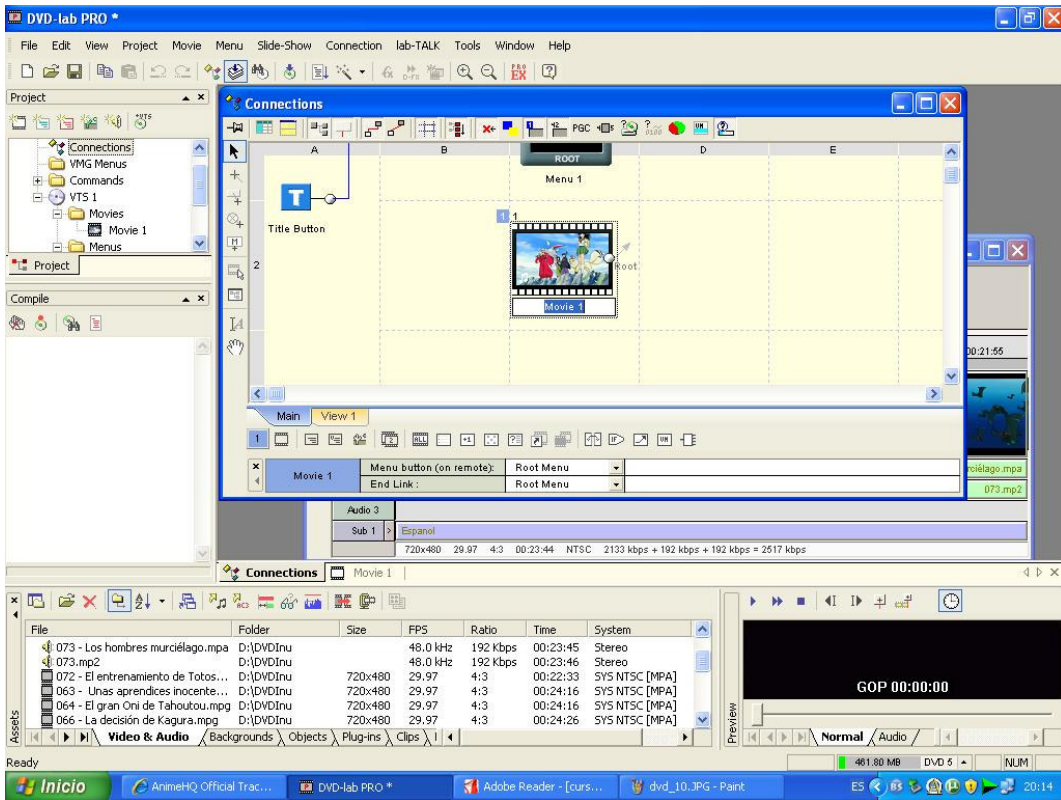 DVD-lab PRO *
File Edit View Project Movie Menu Slide-Show Connection lab-TALK Tools Window Help
Project
Connections
VMG Menus
Commands
VTS 1
Movies
Movie 1
Menus
Project
Compile
Connections
PGC
A B D E
ROOT
Menu 1
T
Title Button
1 1
2
Root
Movie 1
Main View 1
Movie 1
Menu button (on remote): Root Menu
End Link: Root Menu
00:21:55
rciélago.mpa
073.mp2
Audio 3
Sub 1 > Espanol
720x480 29.97 4:3 00:23:44 NTSC 2133 kbps + 192 kbps + 192 kbps = 2517 kbps
Connections Movie 1
File Folder Size FPS Ratio Time System
073 - Los hombres murciélago.mpa D:\DVDInu 48.0 kHz 192 Kbps 00:23:45 Stereo
073.mp2 D:\DVDInu 48.0 kHz 192 Kbps 00:23:46 Stereo
072 - El entrenamiento de Totos... D:\DVDInu 720x480 29.97 4:3 00:22:33 SYS NTSC [MPA]
063 - Unas aprendices inocente... D:\DVDInu 720x480 29.97 4:3 00:24:16 SYS NTSC [MPA]
064 - El gran Oni de Tahoutou.mpg D:\DVDInu 720x480 29.97 4:3 00:24:16 SYS NTSC [MPA]
066 - La decisión de Kagura.mpg D:\DVDInu 720x480 29.97 4:3 00:24:26 SYS NTSC [MPA]
Assets
Video & Audio Backgrounds Objects Plug-ins Clips
Preview
GOP 00:00:00
Normal Audio
Ready
461.80 MB DVD 5 NUM
Inicio
AnimeHQ Official Trac...
DVD-lab PRO *
Adobe Reader - [curs...
dvd_10.JPG - Paint
ES
20:14